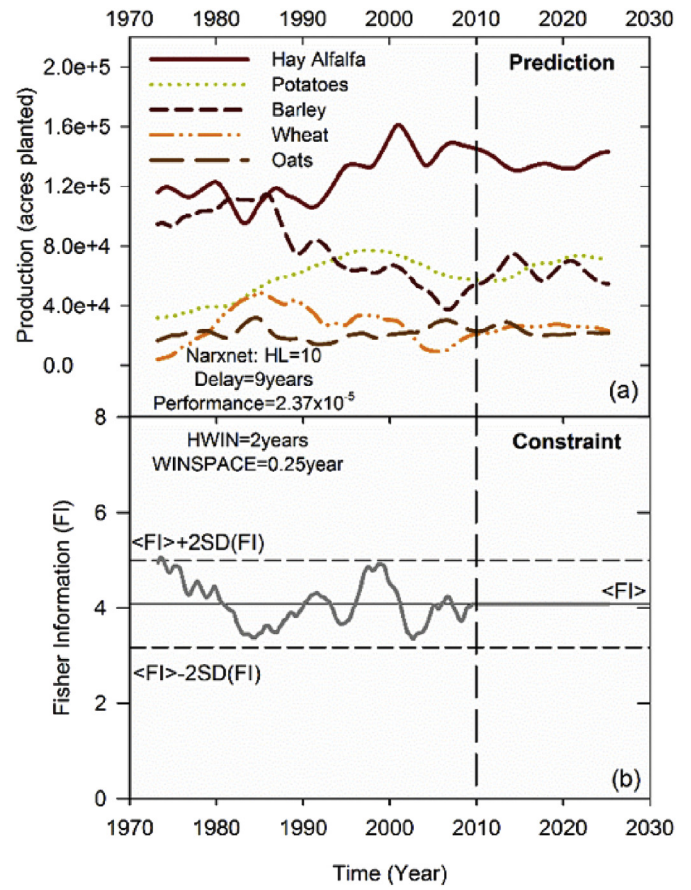 1970 1980 1990 2000 2010 2020 2030
Hay Alfalfa
Potatoes
Barley
Wheat
Oats
Prediction
2.0e+5
1.6e+5
1.2e+5
8.0e+4
4.0e+4
0.0
Production (acres planted)
Narxnet: HL=10
Delay=9years
Performance=2.37x10⁻⁵
(a)
8
6
4
2
0
Fisher Information (FI)
HWIN=2years
WINSPACE=0.25year
Constraint
<FI>+2SD(FI)
<FI>
<FI>-2SD(FI)
(b)
1970 1980 1990 2000 2010 2020 2030
Time (Year)